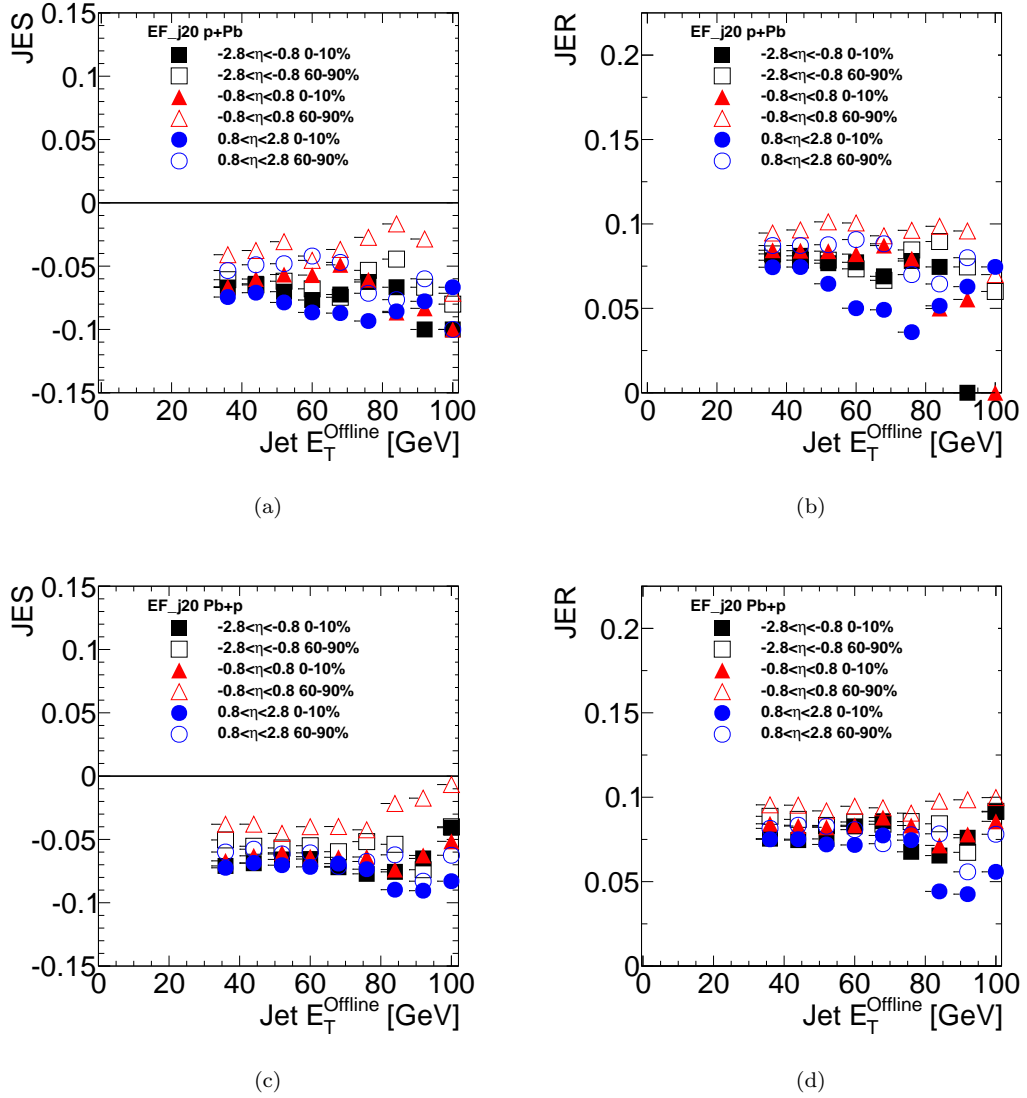 JES
0.15
0.1
0.05
0
-0.05
-0.1
-0.15
EF_j20 p+Pb
-2.8<η<-0.8 0-10%
-2.8<η<-0.8 60-90%
-0.8<η<0.8 0-10%
-0.8<η<0.8 60-90%
0.8<η<2.8 0-10%
0.8<η<2.8 60-90%
0 20 40 60 80 100
Jet E_T^Offline [GeV]
(a)
JER
0.2
0.15
0.1
0.05
0
EF_j20 p+Pb
-2.8<η<-0.8 0-10%
-2.8<η<-0.8 60-90%
-0.8<η<0.8 0-10%
-0.8<η<0.8 60-90%
0.8<η<2.8 0-10%
0.8<η<2.8 60-90%
0 20 40 60 80 100
Jet E_T^Offline [GeV]
(b)
JES
0.15
0.1
0.05
0
-0.05
-0.1
-0.15
EF_j20 Pb+p
-2.8<η<-0.8 0-10%
-2.8<η<-0.8 60-90%
-0.8<η<0.8 0-10%
-0.8<η<0.8 60-90%
0.8<η<2.8 0-10%
0.8<η<2.8 60-90%
0 20 40 60 80 100
Jet E_T^Offline [GeV]
(c)
JER
0.2
0.15
0.1
0.05
0
EF_j20 Pb+p
-2.8<η<-0.8 0-10%
-2.8<η<-0.8 60-90%
-0.8<η<0.8 0-10%
-0.8<η<0.8 60-90%
0.8<η<2.8 0-10%
0.8<η<2.8 60-90%
0 20 40 60 80 100
Jet E_T^Offline [GeV]
(d)